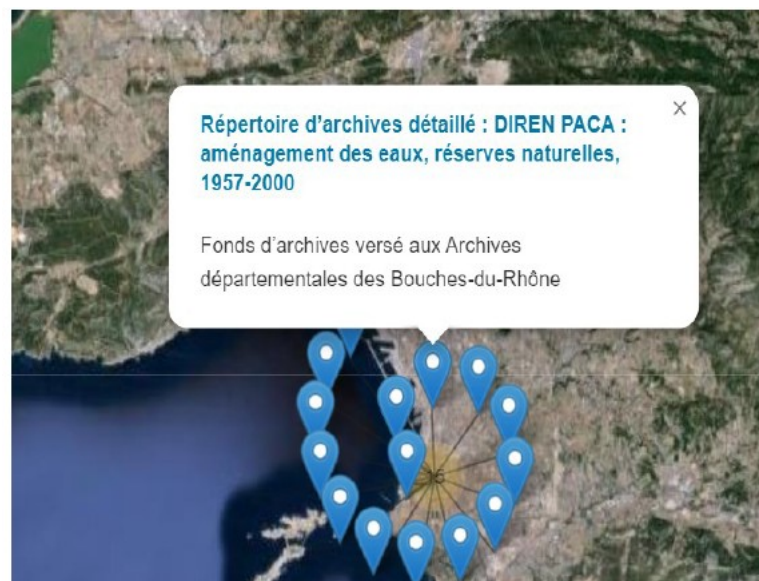 Répertoire d’archives détaillé : DIREN PACA :
aménagement des eaux, réserves naturelles,
1957-2000
Fonds d’archives versé aux Archives
départementales des Bouches-du-Rhône